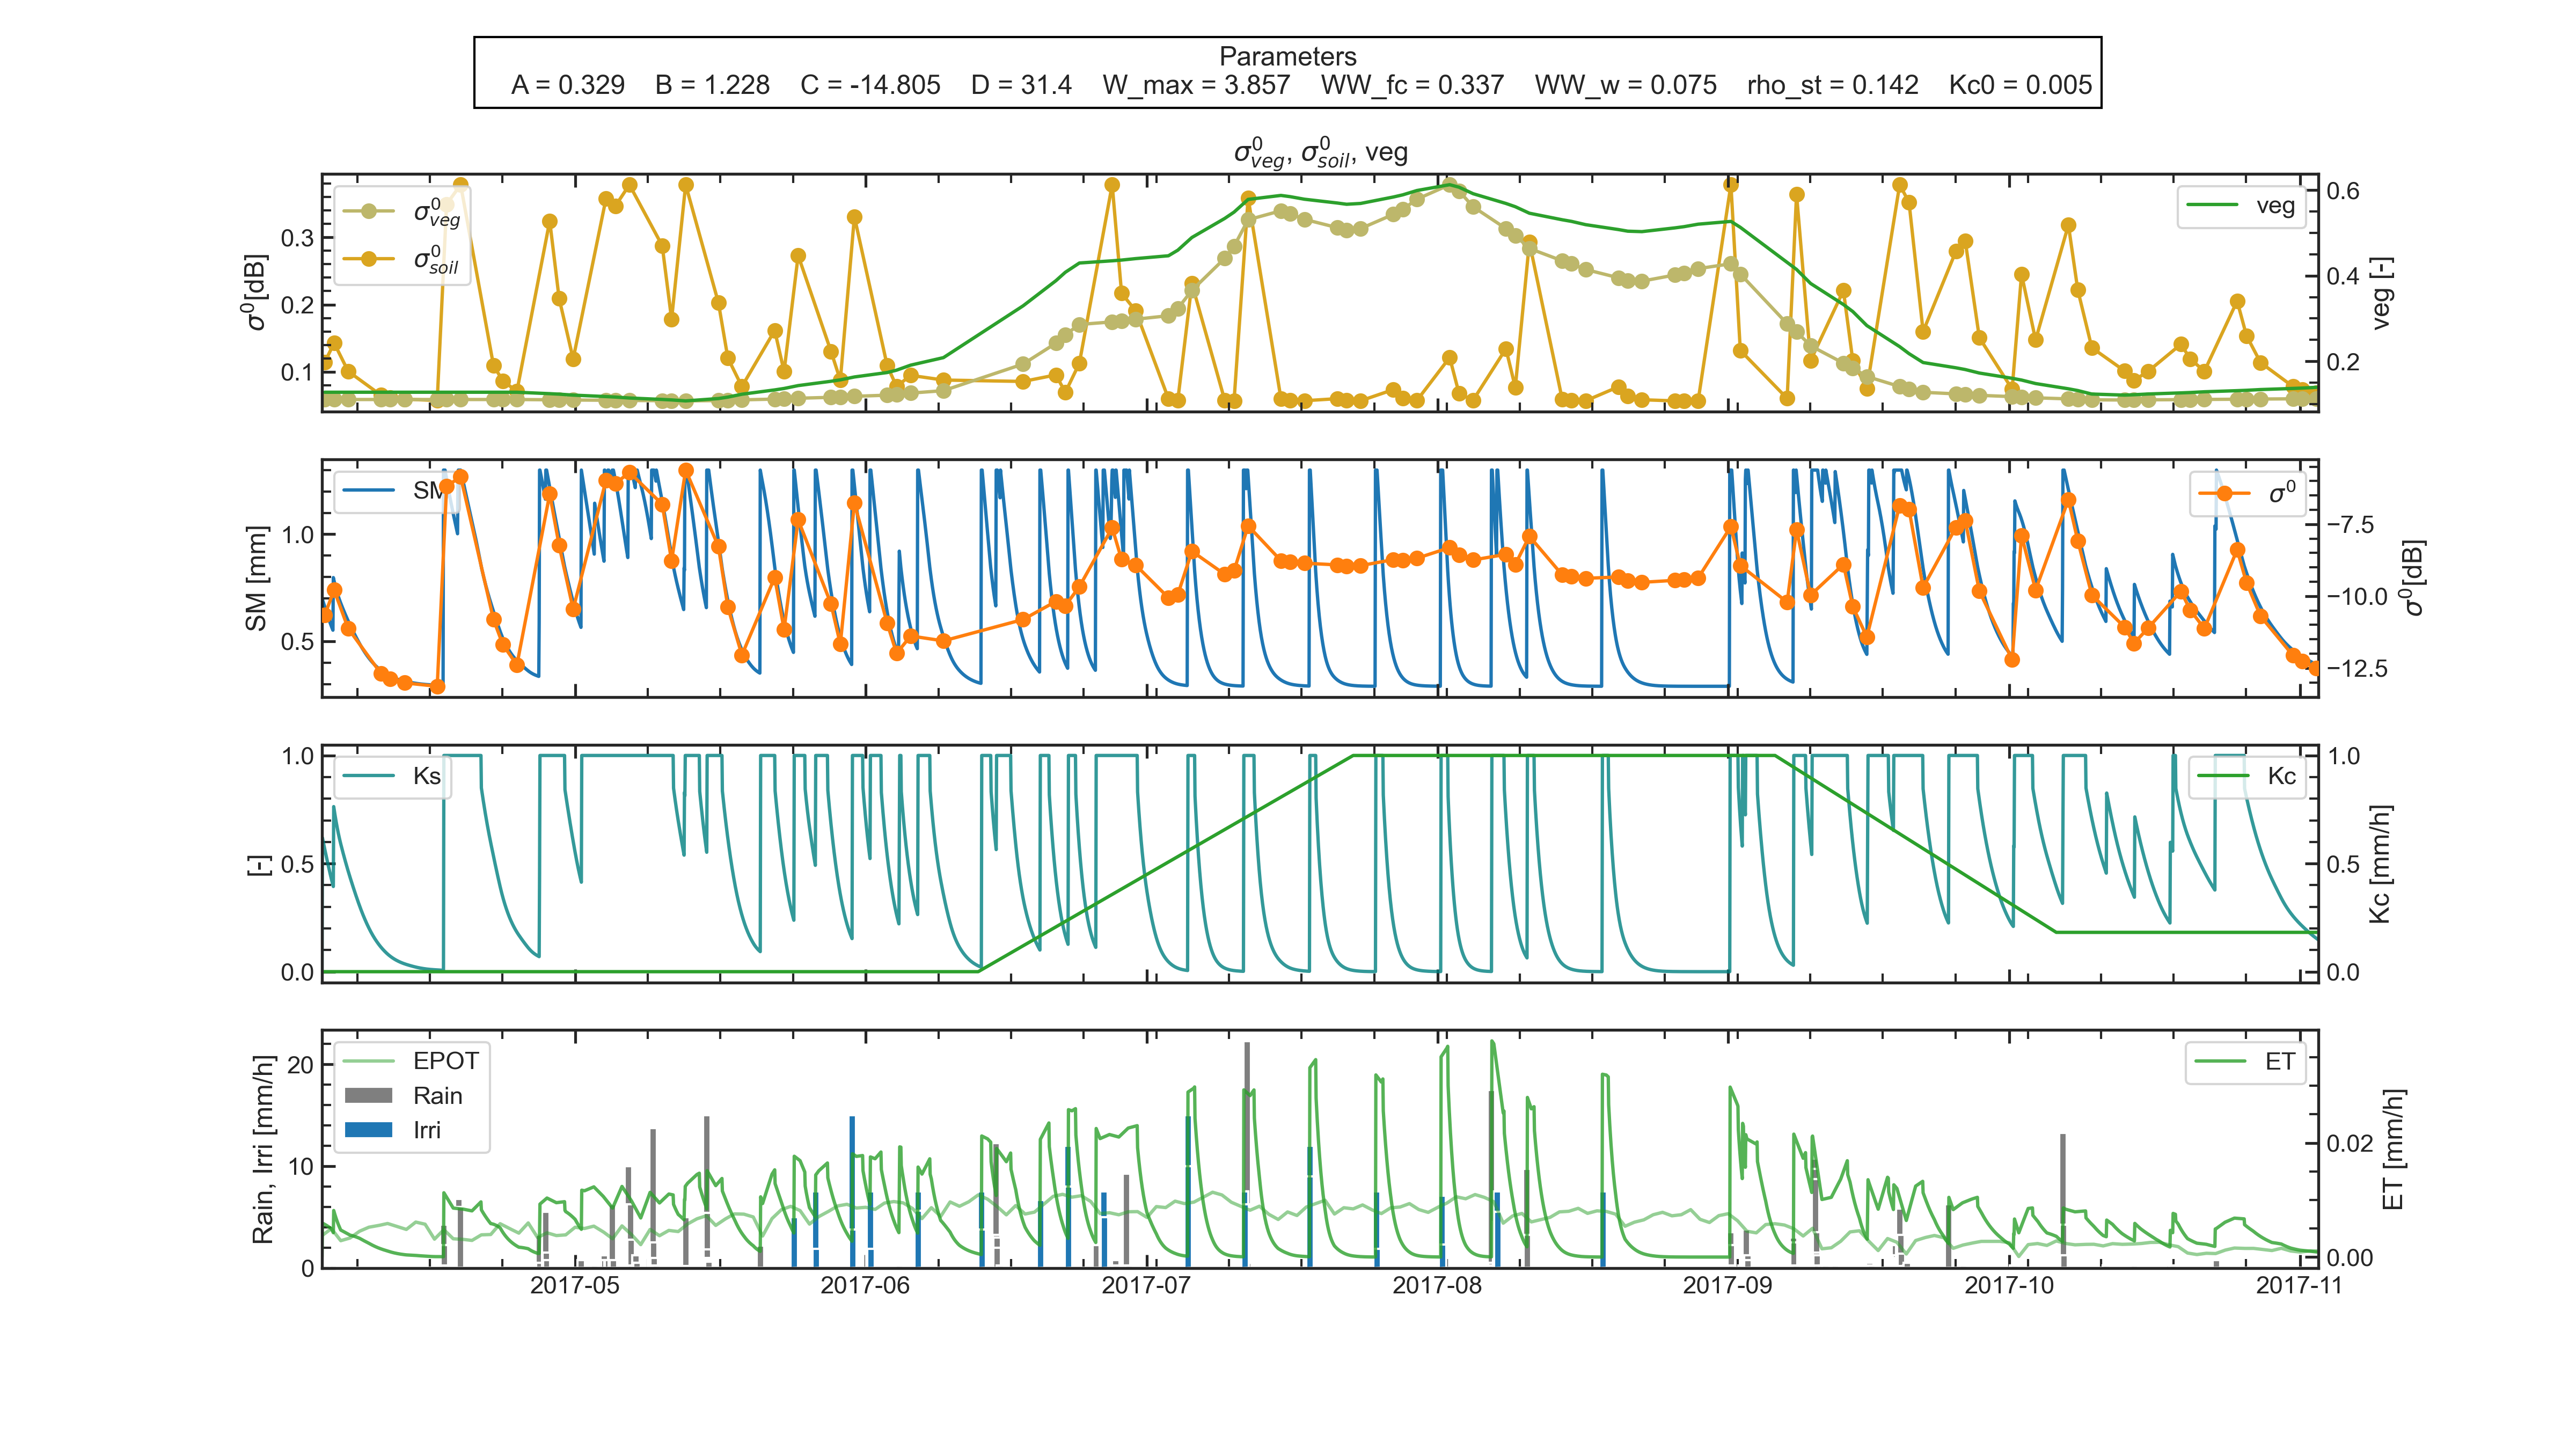 Parameters
A = 0.329 B = 1.228 C = -14.805 D = 31.4 W_max = 3.857 WW_fc = 0.337 WW_w = 0.075 rho_st = 0.142 Kc0 = 0.005
σ⁰veg, σ⁰soil, veg
σ⁰veg
σ⁰soil
veg
σ⁰[dB]
0.3
0.2
0.1
veg [-]
0.6
0.4
0.2
SM
σ⁰
SM [mm]
1.0
0.5
σ⁰[dB]
−7.5
−10.0
−12.5
Ks
Kc
[-]
1.0
0.5
0.0
Kc [mm/h]
1.0
0.5
0.0
EPOT
Rain
Irri
ET
Rain, Irri [mm/h]
20
10
0
ET [mm/h]
0.02
0.00
2017-05 2017-06 2017-07 2017-08 2017-09 2017-10 2017-11